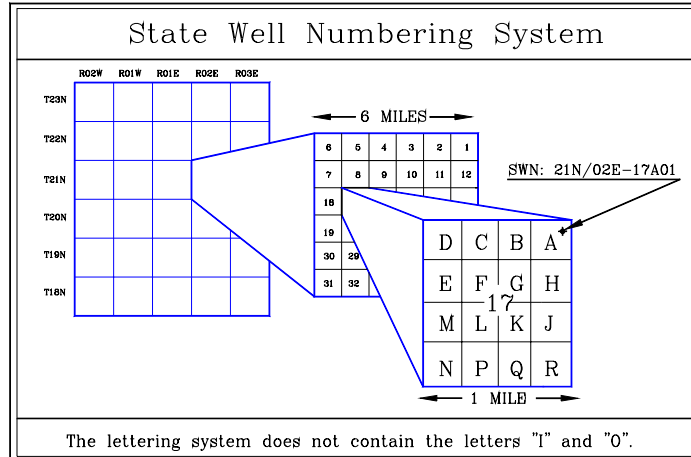 State Well Numbering System
R02W R01W R01E R02E R03E
T23N
T22N
T21N
T20N
T19N
T18N
6 MILES
6 5 4 3 2 1
7 8 9 10 11 12
18
19
30 29
31 32
SWN: 21N/02E-17A01
D C B A
E F G H
17
M L K J
N P Q R
1 MILE
The lettering system does not contain the letters "I" and "O".